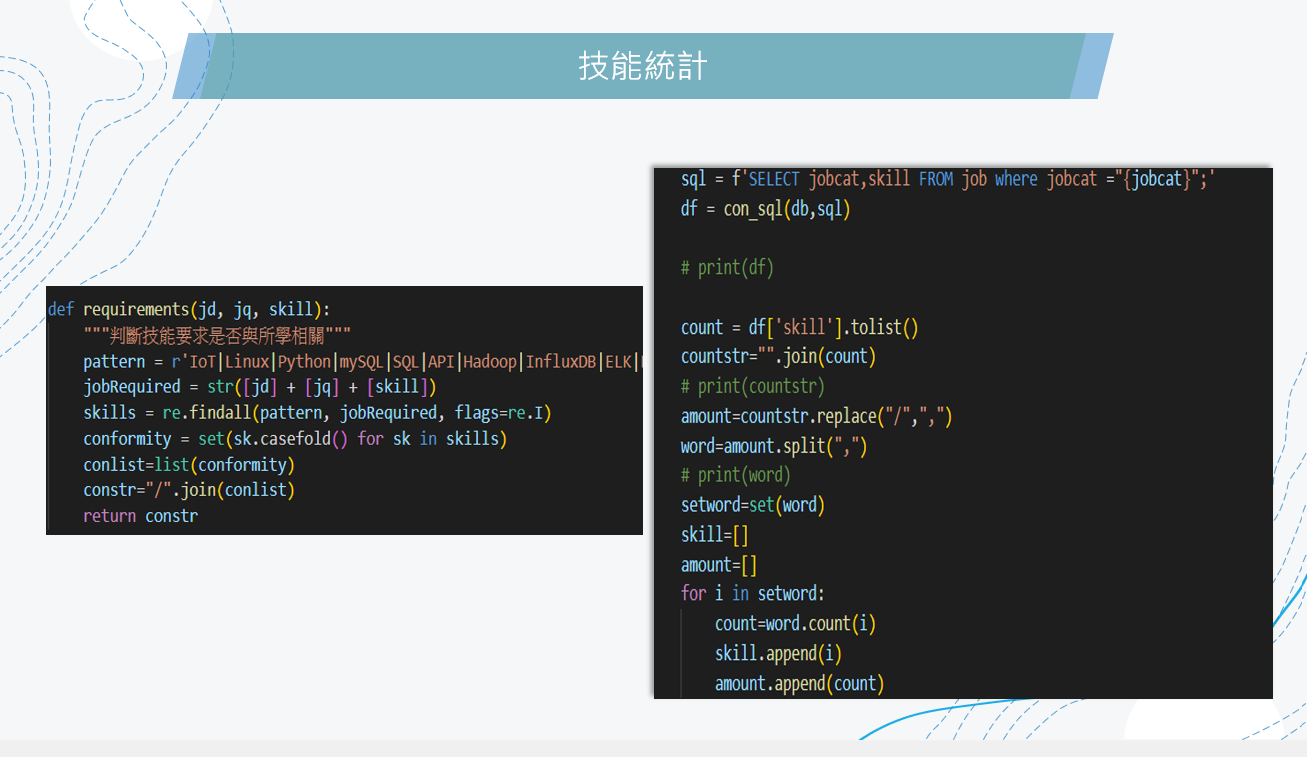 技能統計
def requirements(jd, jq, skill):
    """判斷技能要求是否與所學相關"""
    pattern = r'IoT|Linux|Python|mySQL|SQL|API|Hadoop|InfluxDB|ELK|
    jobRequired = str([jd] + [jq] + [skill])
    skills = re.findall(pattern, jobRequired, flags=re.I)
    conformity = set(sk.casefold() for sk in skills)
    conlist=list(conformity)
    constr="/".join(conlist)
    return constr
sql = f'SELECT jobcat,skill FROM job where jobcat ="{jobcat}";'
df = con_sql(db,sql)
# print(df)
count = df['skill'].tolist()
countstr="".join(count)
# print(countstr)
amount=countstr.replace("/",",")
word=amount.split(",")
# print(word)
setword=set(word)
skill=[]
amount=[]
for i in setword:
    count=word.count(i)
    skill.append(i)
    amount.append(count)